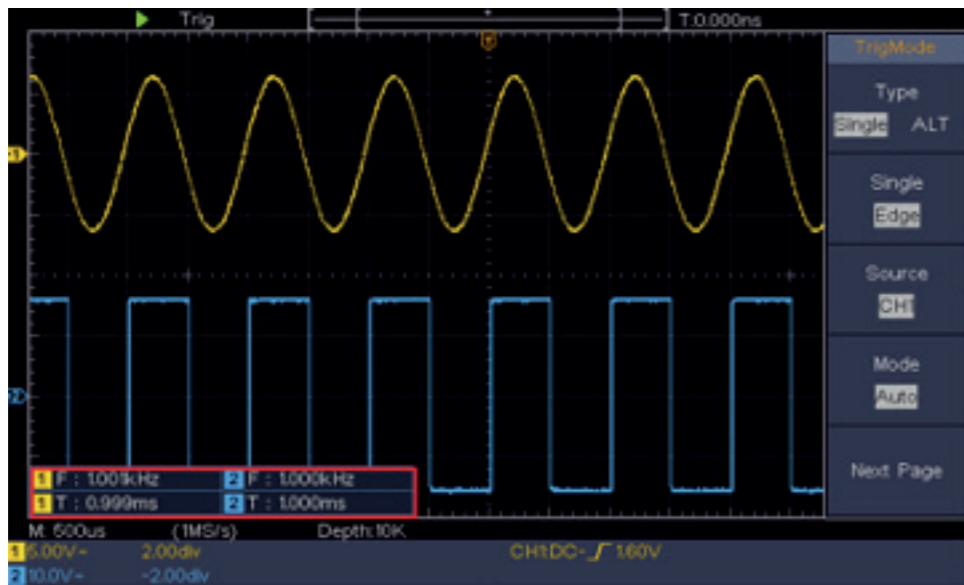 Trig T:0.000ns
T
TrigMode
Type
Single ALT
Single
Edge
Source
CH1
Mode
Auto
Next Page
1
2
1 F : 1.001kHz 2 F : 1.000kHz
1 T : 0.999ms 2 T : 1.000ms
M: 500us (1MS/s) Depth:10K
1 5.00V~ 2.00div CH1:DC- 1.60V
2 10.0V~ -2.00div